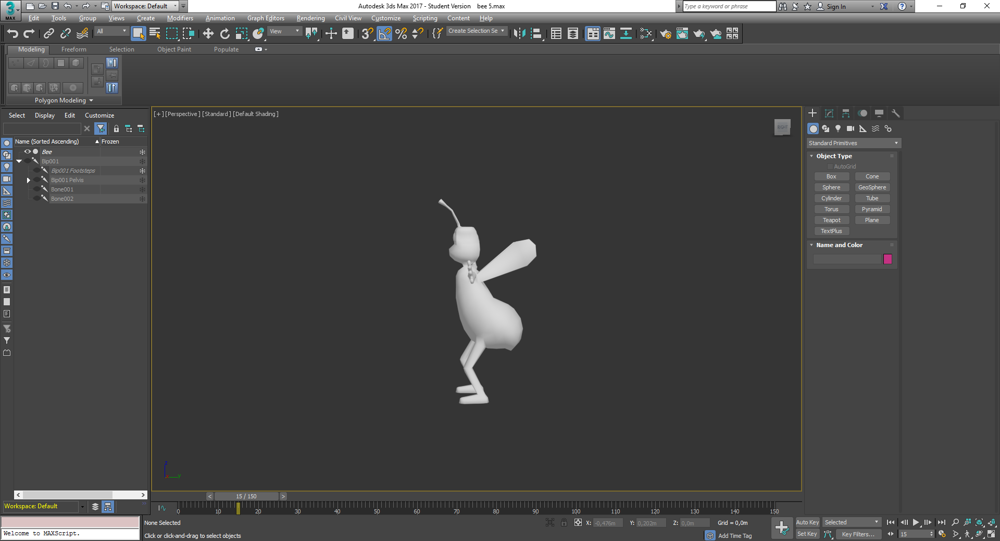 Workspace: Default
Autodesk 3ds Max 2017 - Student Version    bee 5.max
Type a keyword or phrase
Sign In
3
MAX
Edit Tools Group Views Create Modifiers Animation Graph Editors Rendering Civil View Customize Scripting Content Help
All
View
3
Create Selection Se
Modeling Freeform Selection Object Paint Populate
Polygon Modeling
Select Display Edit Customize
Name (Sorted Ascending) Frozen
Bee
Bip001
Bip001 Footsteps
Bip001 Pelvis
Bone001
Bone002
[+] [Perspective] [Standard] [Default Shading]
RIGHT
z
y
Standard Primitives
Object Type
AutoGrid
Box Cone
Sphere GeoSphere
Cylinder Tube
Torus Pyramid
Teapot Plane
TextPlus
Name and Color
< 15 / 150 >
Workspace: Default
0 10 20 30 40 50 60 70 80 90 100 110 120 130 140 150
None Selected
X: -0,476m Y: 0,202m Z: 0,0m Grid = 0,0m
Auto Key Selected
Welcome to MAXScript.
Click or click-and-drag to select objects
Add Time Tag
Set Key Key Filters... 15